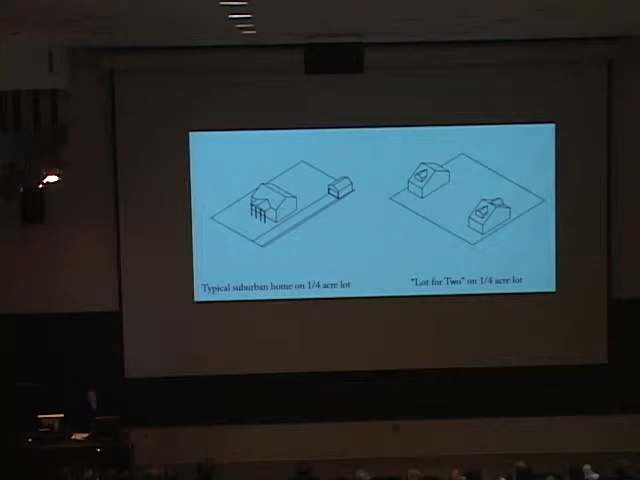 Typical suburban home on 1/4 acre lot
"Lot for Two" on 1/4 acre lot